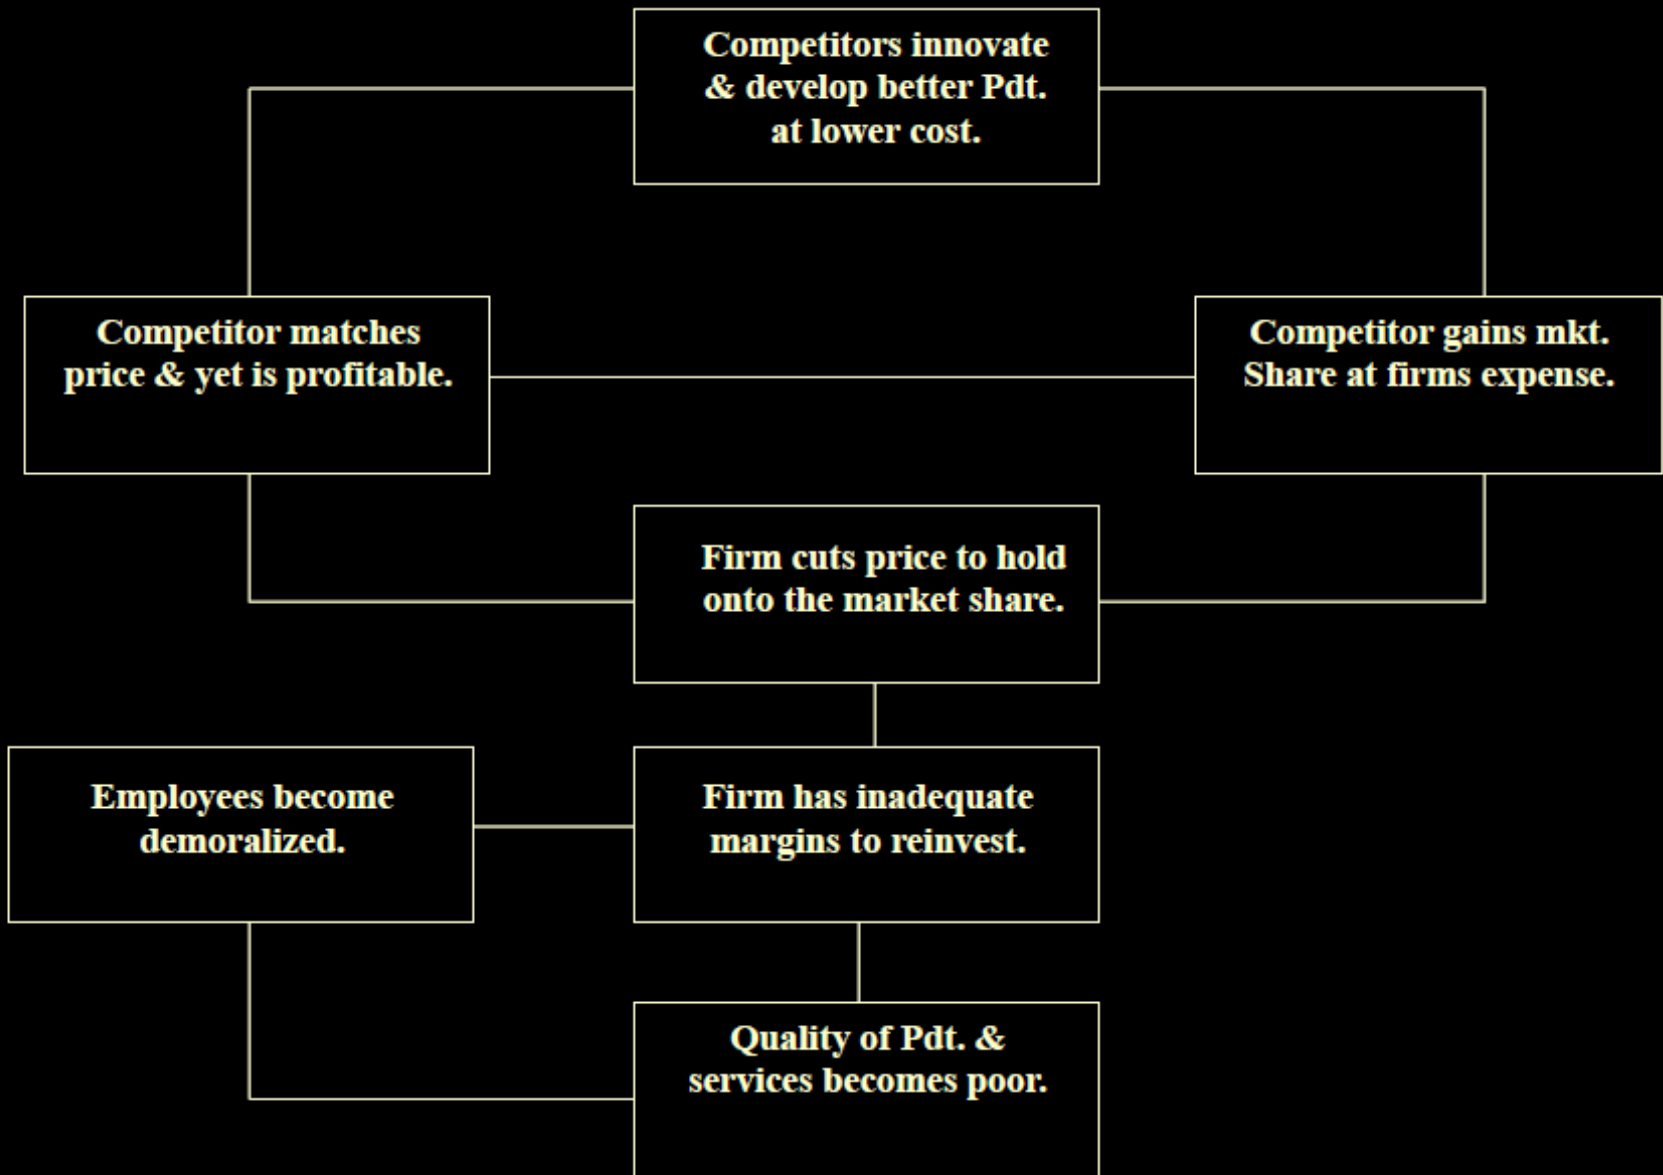 Competitors innovate
& develop better Pdt.
at lower cost.
Competitor matches
price & yet is profitable.
Competitor gains mkt.
Share at firms expense.
Firm cuts price to hold
onto the market share.
Employees become
demoralized.
Firm has inadequate
margins to reinvest.
Quality of Pdt. &
services becomes poor.